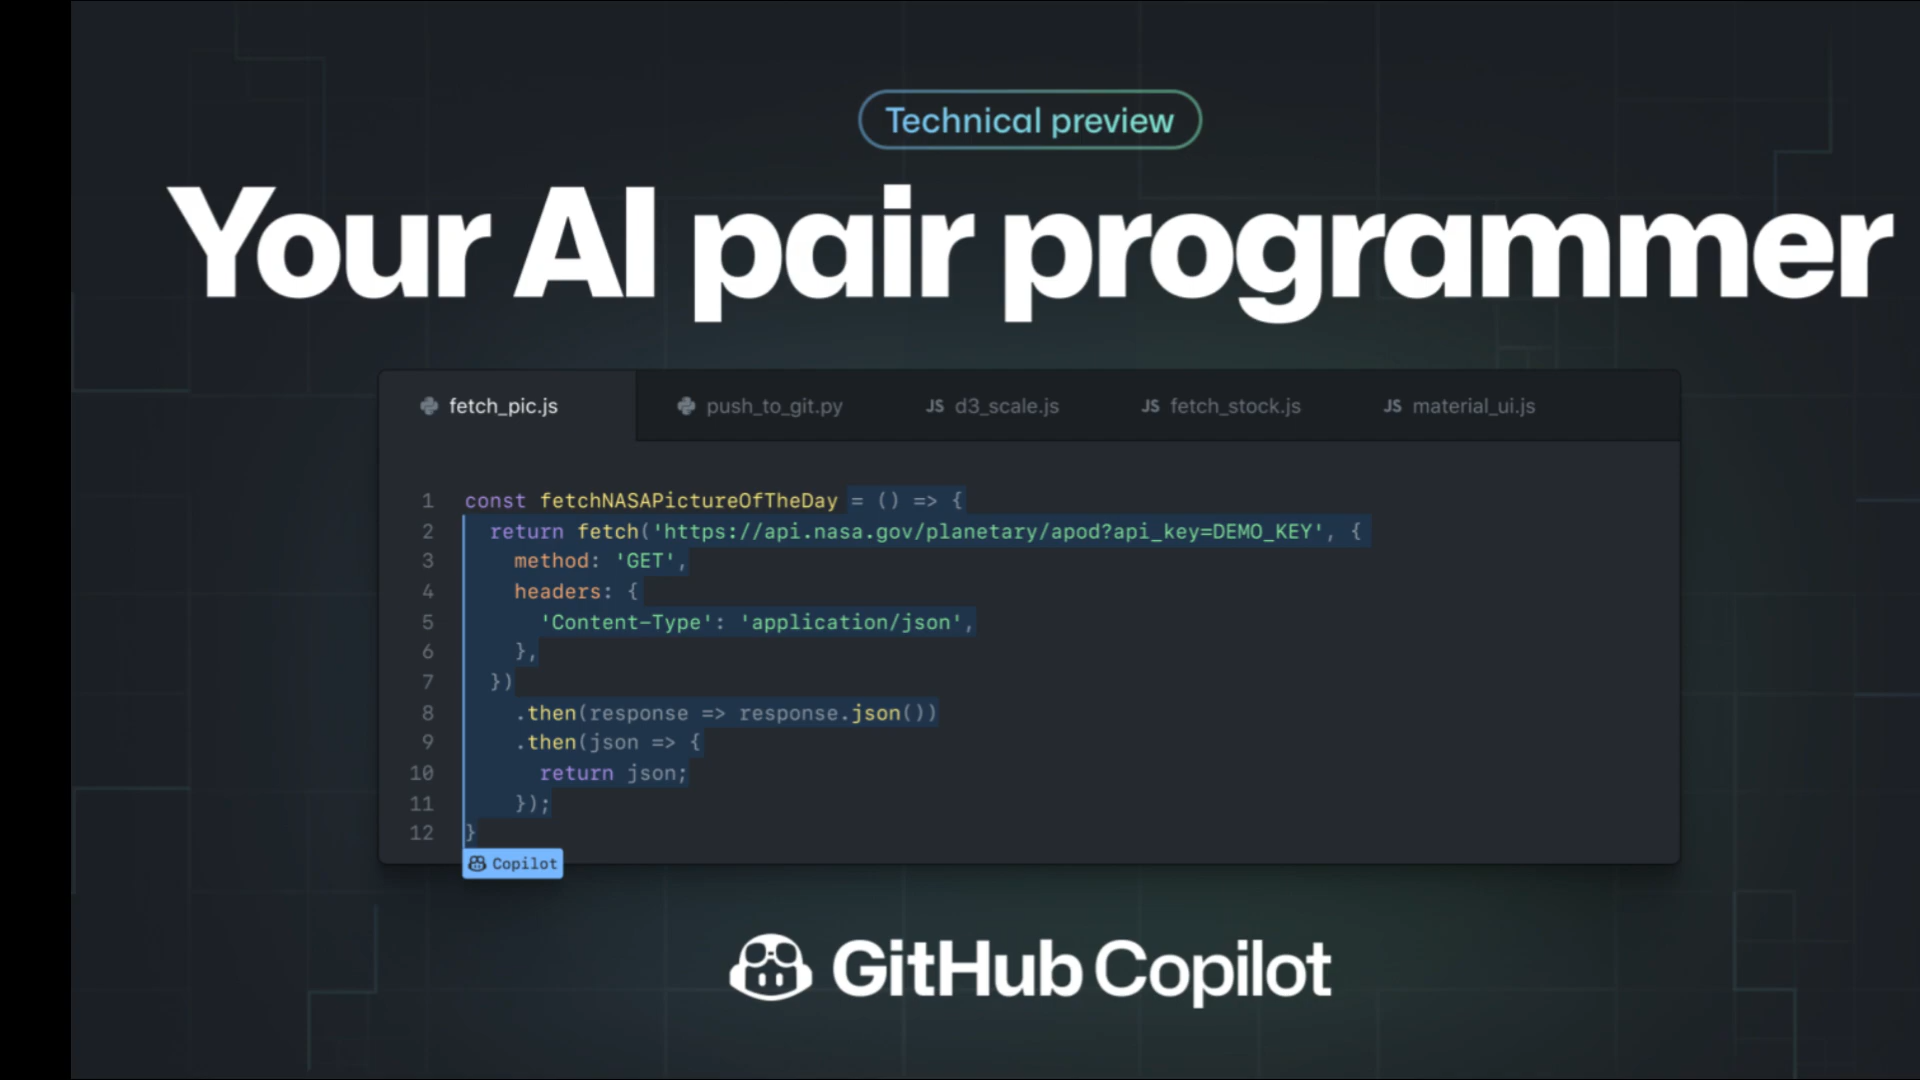 Technical preview
Your AI pair programmer
fetch_pic.js push_to_git.py JS d3_scale.js JS fetch_stock.js JS material_ui.js
1 const fetchNASAPictureOfTheDay = () => {
2 return fetch('https://api.nasa.gov/planetary/apod?api_key=DEMO_KEY', {
3 method: 'GET',
4 headers: {
5 'Content-Type': 'application/json',
6 },
7 })
8 .then(response => response.json())
9 .then(json => {
10 return json;
11 });
12 }
Copilot
GitHub Copilot